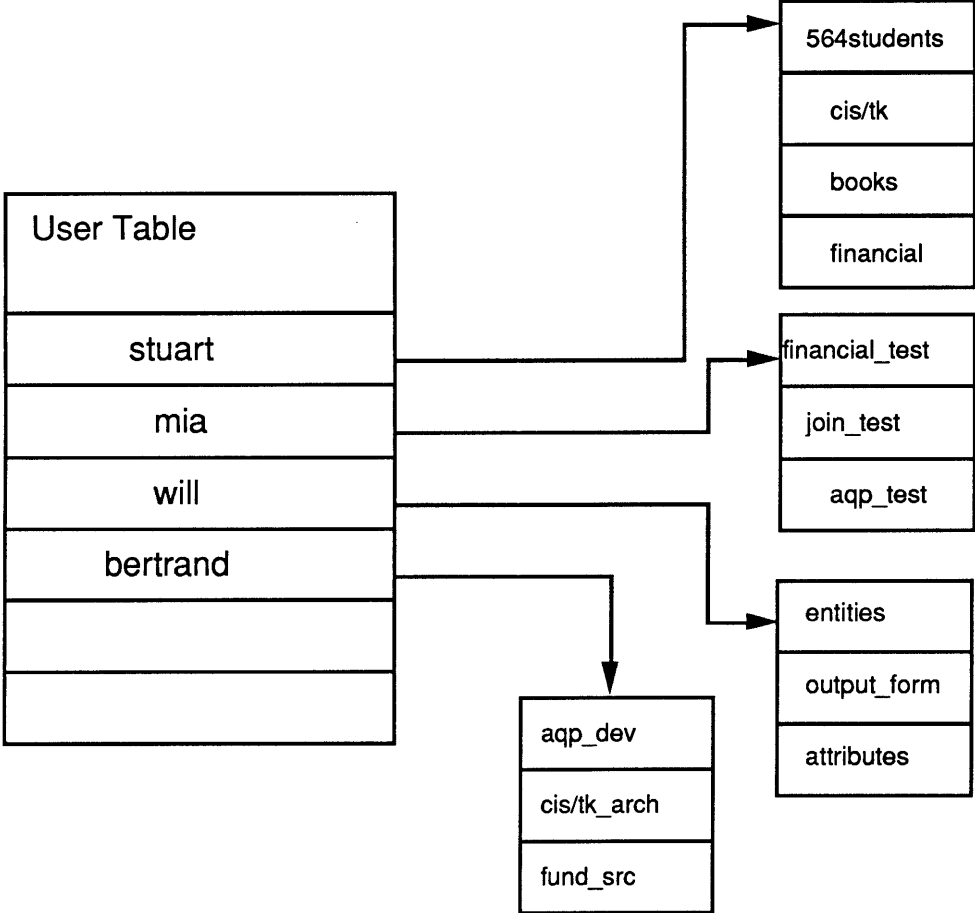 User Table
stuart
mia
will
bertrand
564students
cis/tk
books
financial
financial_test
join_test
aqp_test
entities
output_form
attributes
aqp_dev
cis/tk_arch
fund_src